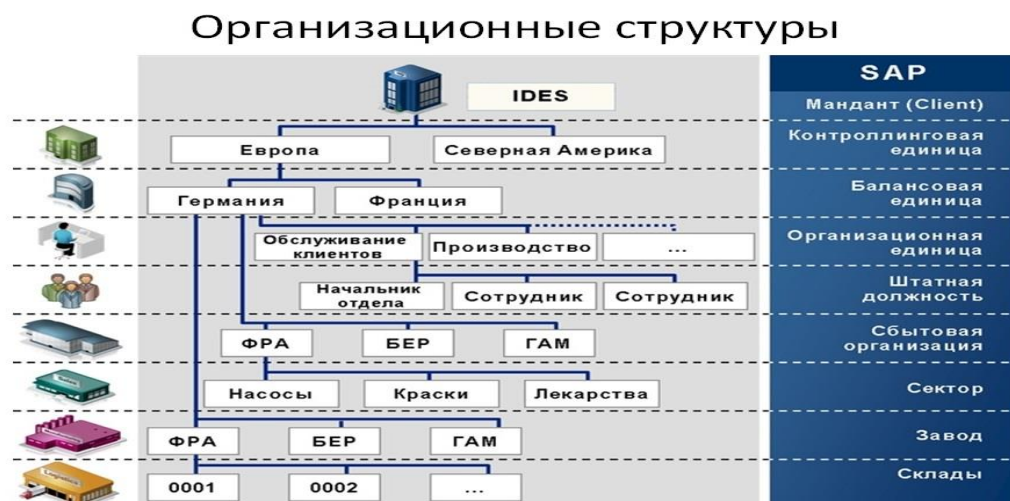 Организационные структуры
SAP
IDES
Мандант (Client)
Европа
Северная Америка
Контроллинговая
единица
Германия
Франция
Балансовая
единица
Обслуживание
клиентов
Производство
...
Организационная
единица
Начальник
отдела
Сотрудник
Сотрудник
Штатная
должность
ФРА
БЕР
ГАМ
Сбытовая
организация
Насосы
Краски
Лекарства
Сектор
ФРА
БЕР
ГАМ
Завод
0001
0002
...
Склады